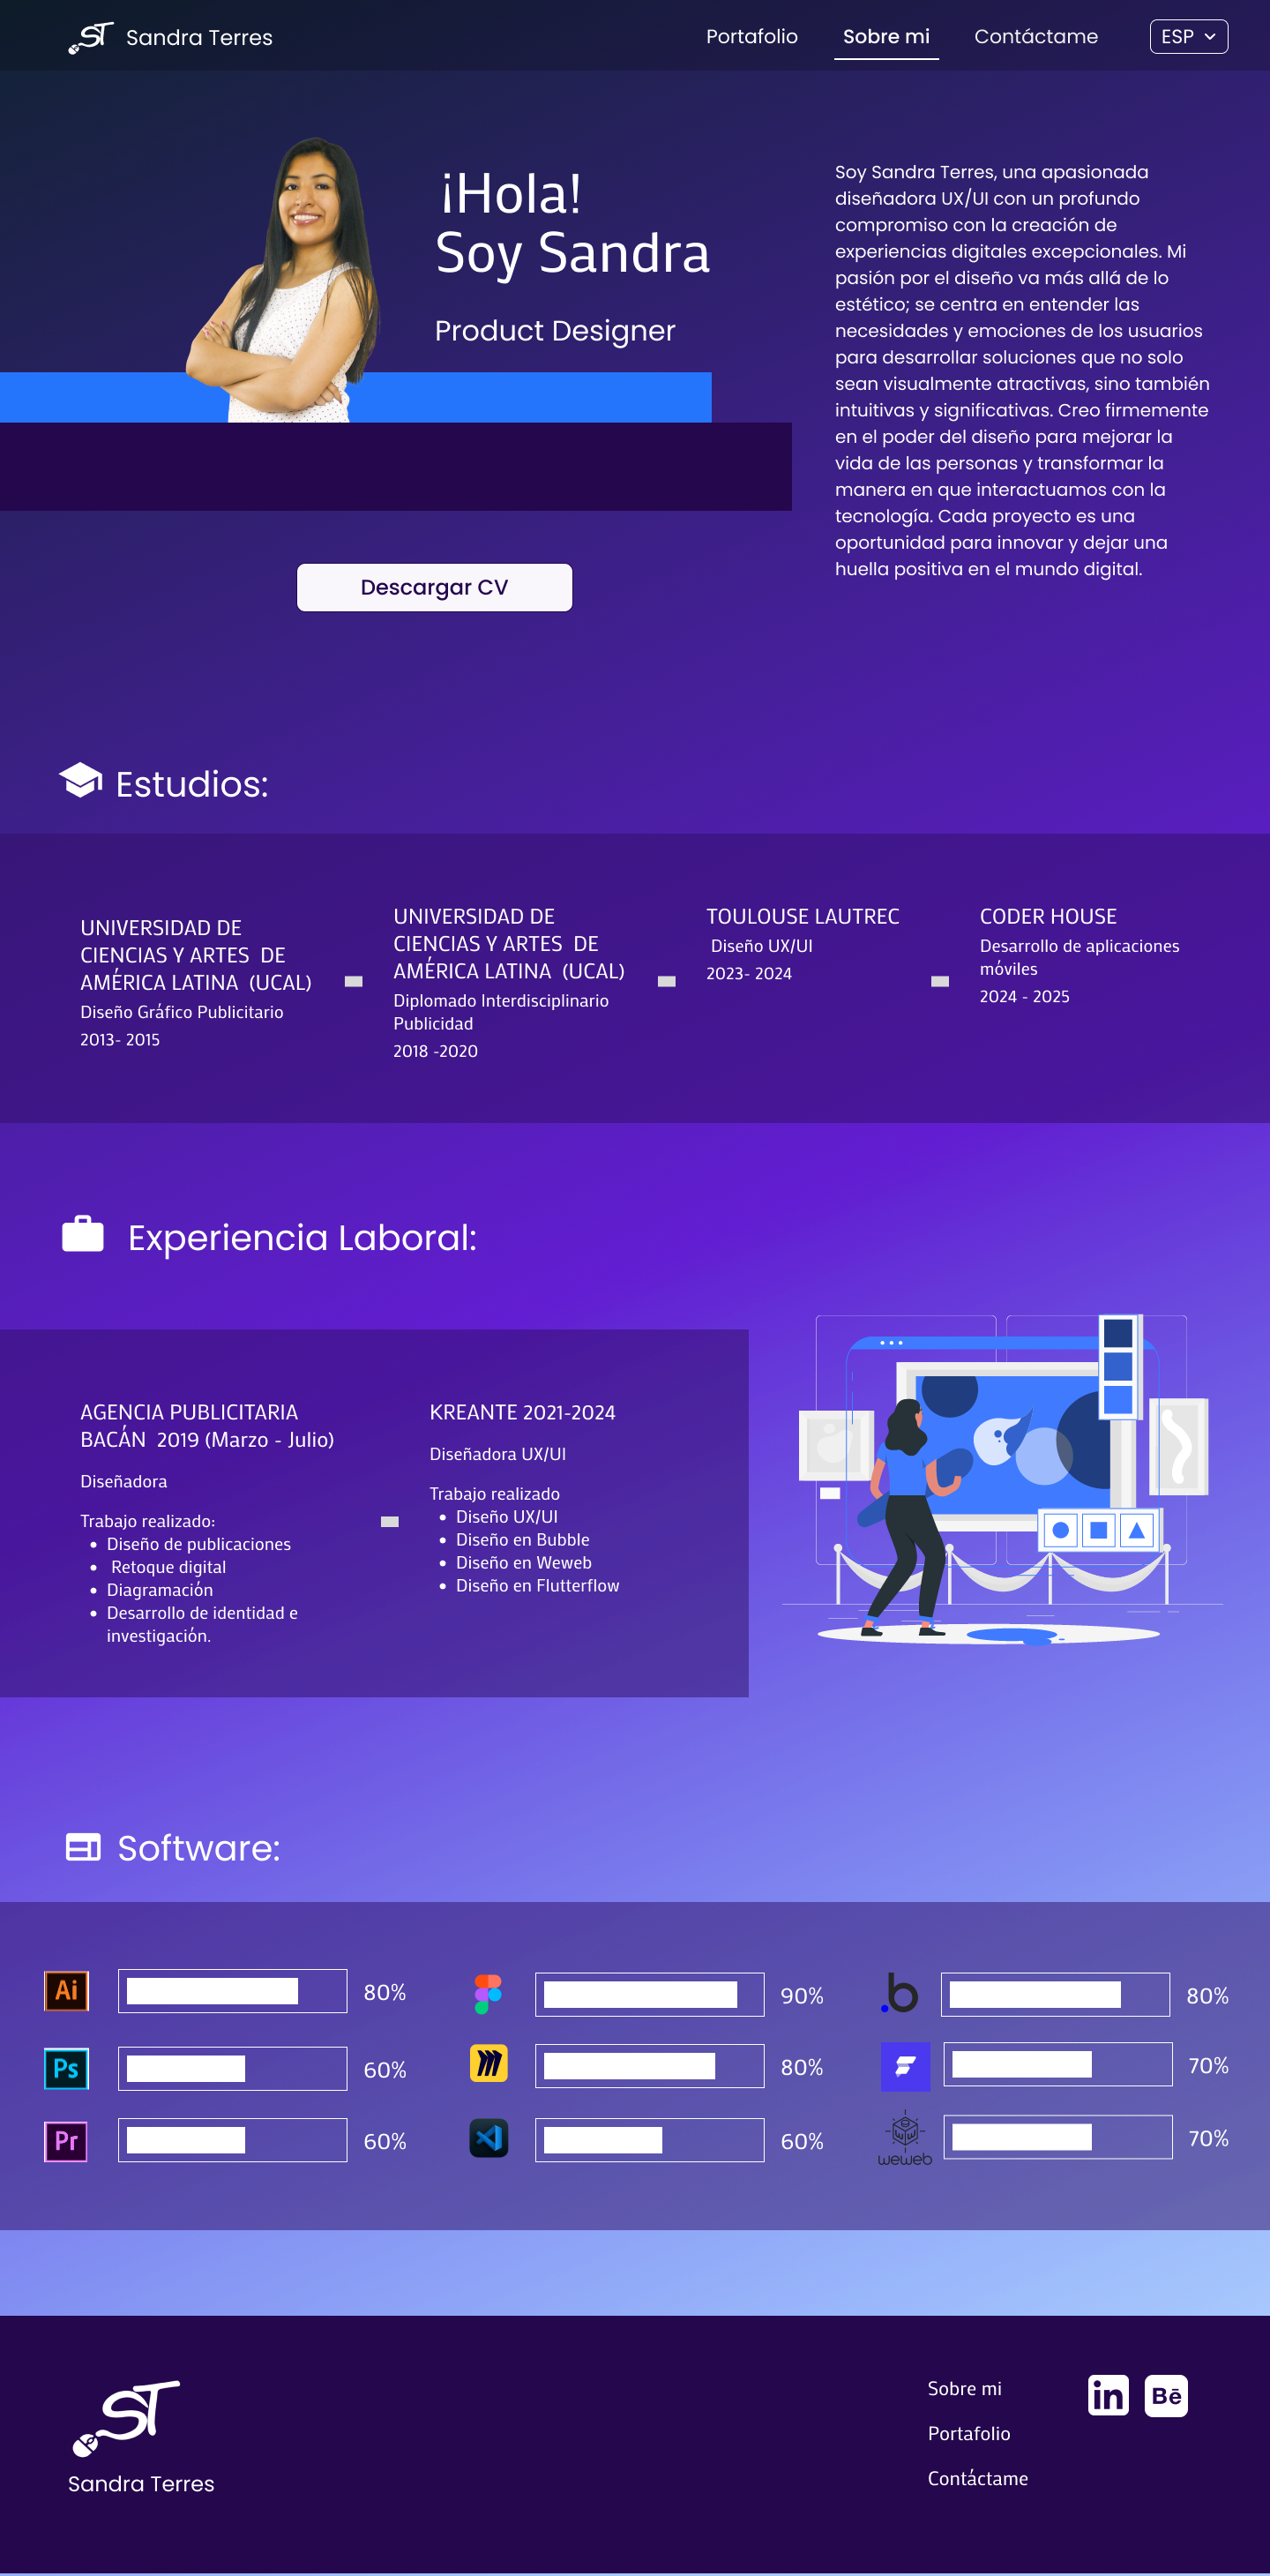 ST Sandra Terres
Portafolio
Sobre mi
Contáctame
ESP
¡Hola!
Soy Sandra
Product Designer
Soy Sandra Terres, una apasionada
diseñadora UX/UI con un profundo
compromiso con la creación de
experiencias digitales excepcionales. Mi
pasión por el diseño va más allá de lo
estético; se centra en entender las
necesidades y emociones de los usuarios
para desarrollar soluciones que no solo
sean visualmente atractivas, sino también
intuitivas y significativas. Creo firmemente
en el poder del diseño para mejorar la
vida de las personas y transformar la
manera en que interactuamos con la
tecnología. Cada proyecto es una
oportunidad para innovar y dejar una
huella positiva en el mundo digital.
Descargar CV
Estudios:
UNIVERSIDAD DE
CIENCIAS Y ARTES  DE
AMÉRICA LATINA  (UCAL)
Diseño Gráfico Publicitario
2013- 2015
UNIVERSIDAD DE
CIENCIAS Y ARTES  DE
AMÉRICA LATINA  (UCAL)
Diplomado Interdisciplinario
Publicidad
2018 -2020
TOULOUSE LAUTREC
Diseño UX/UI
2023- 2024
CODER HOUSE
Desarrollo de aplicaciones
móviles
2024 - 2025
Experiencia Laboral:
AGENCIA PUBLICITARIA
BACÁN  2019 (Marzo - Julio)
Diseñadora
Trabajo realizado:
• Diseño de publicaciones
• Retoque digital
• Diagramación
• Desarrollo de identidad e
investigación.
KREANTE 2021-2024
Diseñadora UX/UI
Trabajo realizado
• Diseño UX/UI
• Diseño en Bubble
• Diseño en Weweb
• Diseño en Flutterflow
Software:
Ai 80%
Ps 60%
Pr 60%
90%
80%
60%
.b 80%
70%
weweb 70%
ST
Sandra Terres
Sobre mi
Portafolio
Contáctame
in
Bē